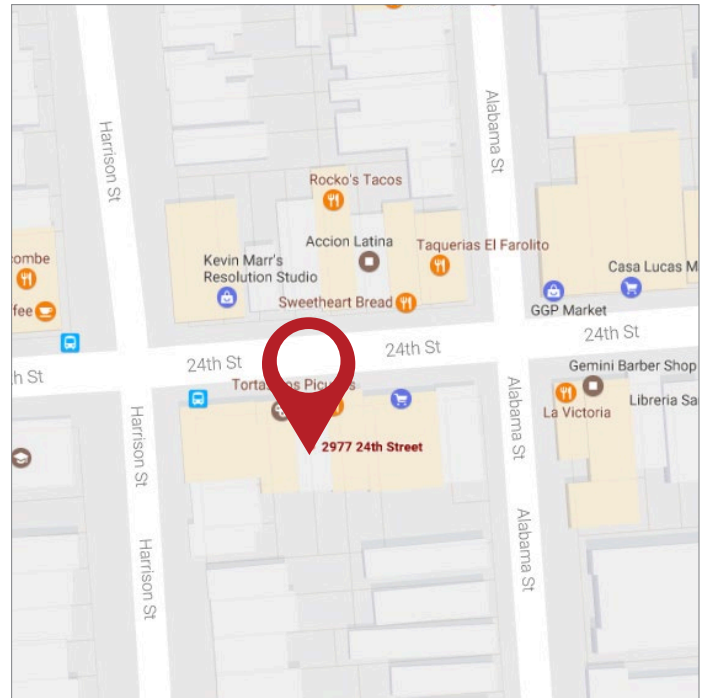 Harrison St
Alabama St
Rocko's Tacos
Accion Latina
Taquerias El Farolito
Kevin Marr's
Resolution Studio
Casa Lucas M
Sweetheart Bread
GGP Market
24th St
24th St
24th St
Gemini Barber Shop
La Victoria
Libreria Sa
2977 24th Street
Harrison St
Alabama St
Harrison St
Alabama St